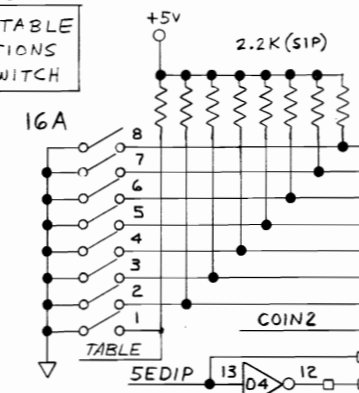 TABLE
TIONS
WITCH
+5V
2.2K (SIP)
16A
8
7
6
5
4
3
2
1
TABLE
COIN2
5EDIP
13
04
12